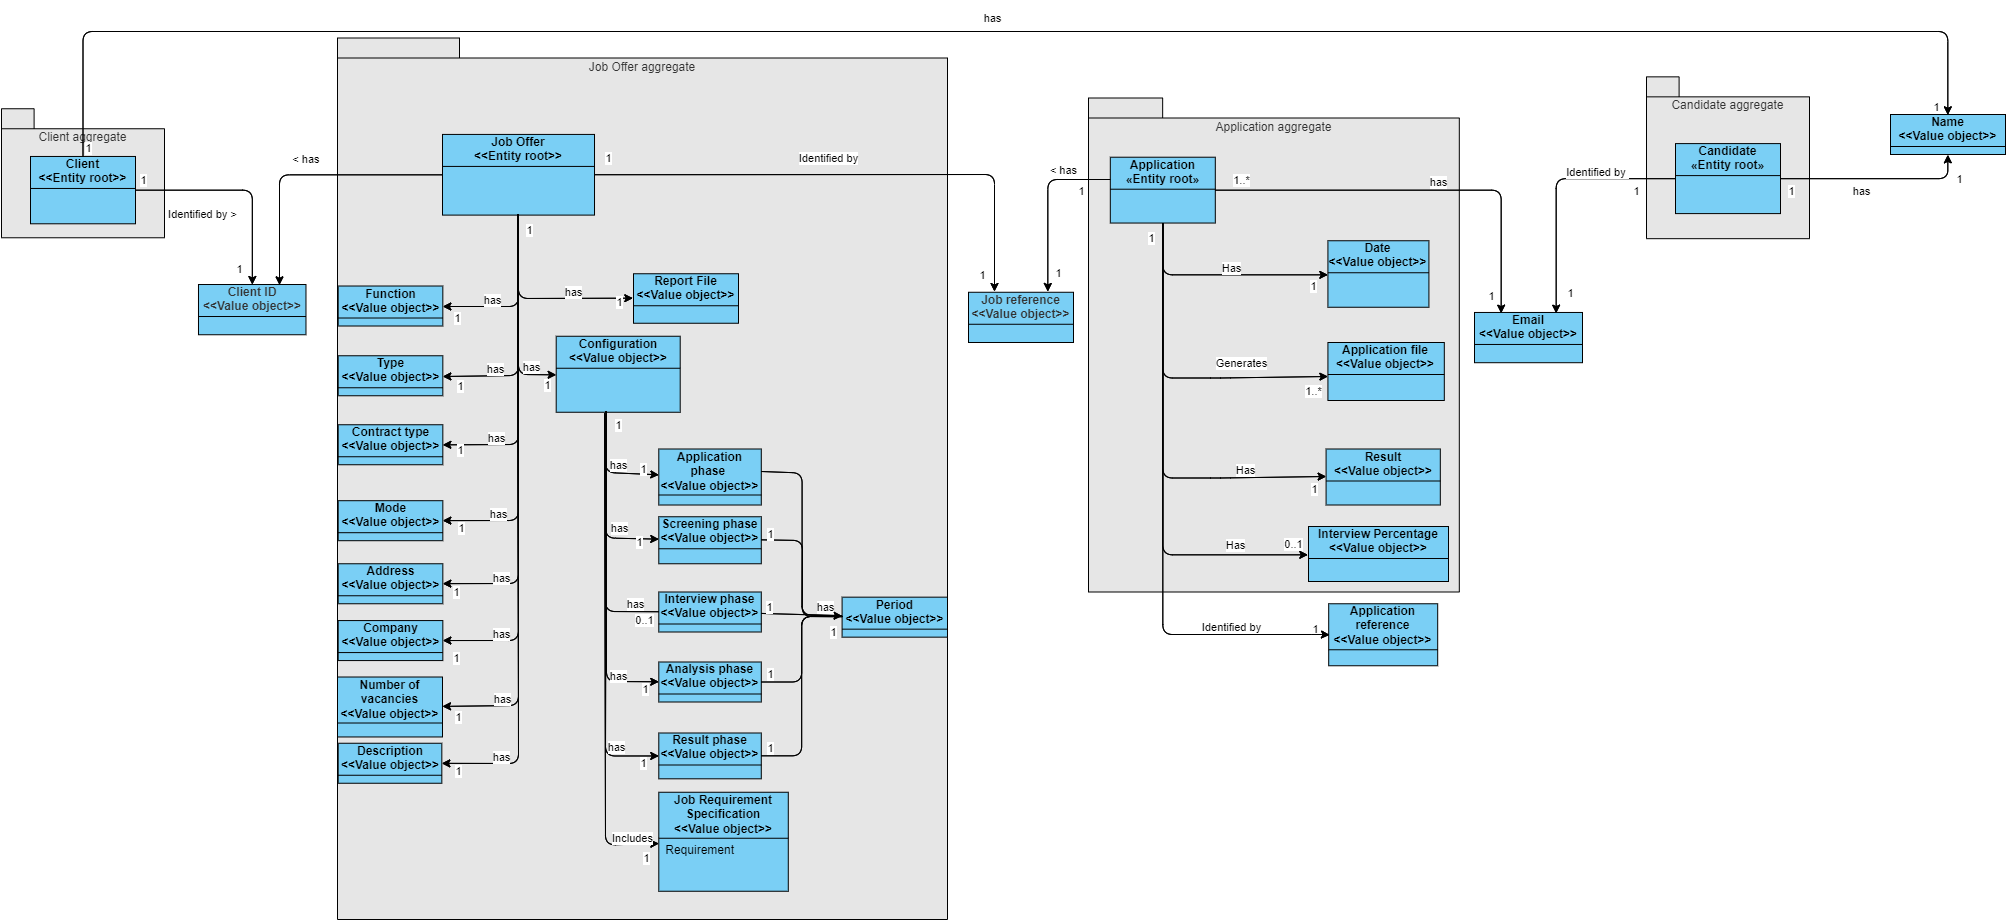 has
Client aggregate
1
Client
<<Entity root>>
1
Identified by >
1
Client ID
<<Value object>>
< has
Job Offer aggregate
Job Offer
<<Entity root>>
1
Identified by
1
has
Report File
<<Value object>>
1
Function
<<Value object>>
has
1
Type
<<Value object>>
has
1
has
1
Configuration
<<Value object>>
1
Contract type
<<Value object>>
has
1
Mode
<<Value object>>
has
1
Address
<<Value object>>
has
1
Company
<<Value object>>
has
1
Number of
vacancies
<<Value object>>
has
1
Description
<<Value object>>
has
1
has
1
Application
phase
<<Value object>>
has
1
Screening phase
<<Value object>>
1
has
0..1
Interview phase
<<Value object>>
1
has
1
Analysis phase
<<Value object>>
1
has
1
Result phase
<<Value object>>
1
has
1
Period
<<Value object>>
Includes
1
Job Requirement
Specification
<<Value object>>
Requirement
1
Job reference
<<Value object>>
< has
1
1
Application aggregate
Application
«Entity root»
1..*
has
1
1
Has
1
Date
<<Value object>>
Generates
1..*
Application file
<<Value object>>
Has
1
Result
<<Value object>>
Has
0..1
Interview Percentage
<<Value object>>
Identified by
1
Application
reference
<<Value object>>
Email
<<Value object>>
1
Identified by
1
Candidate aggregate
Candidate
«Entity root»
1
has
1
1
Name
<<Value object>>